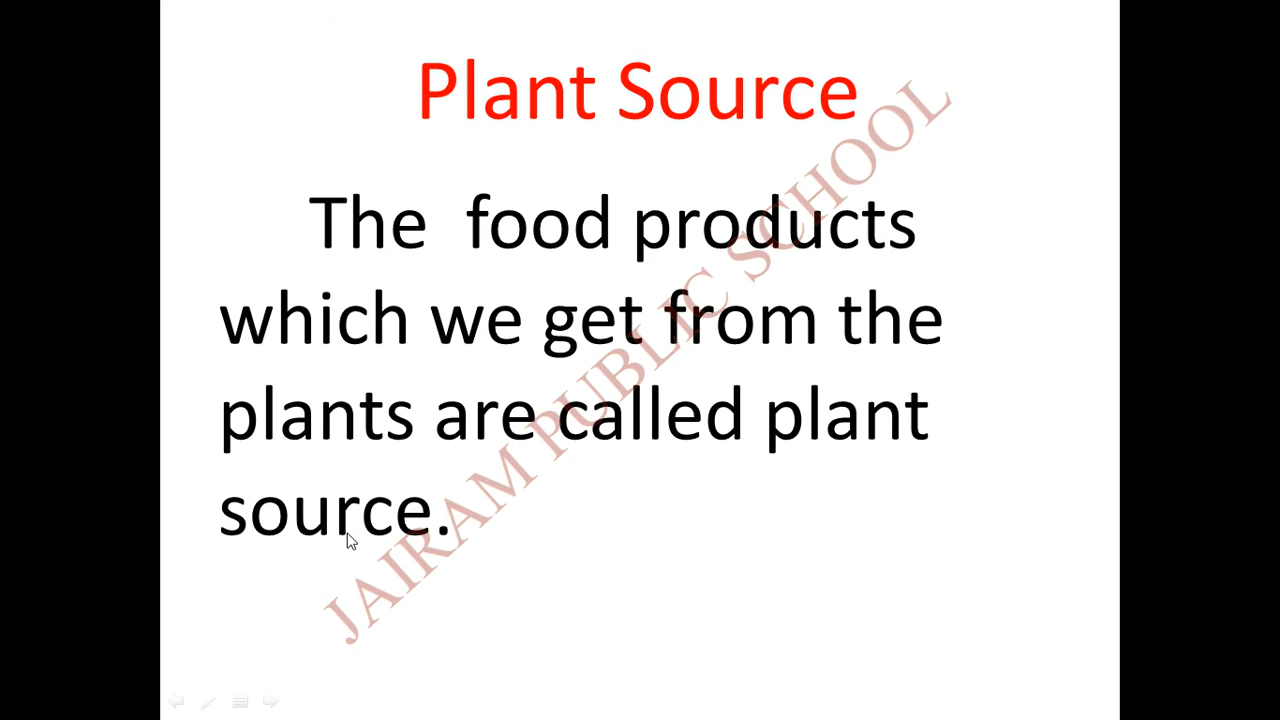 Plant Source
The food products
which we get from the
plants are called plant
source.
JAIRAM PUBLIC SCHOOL